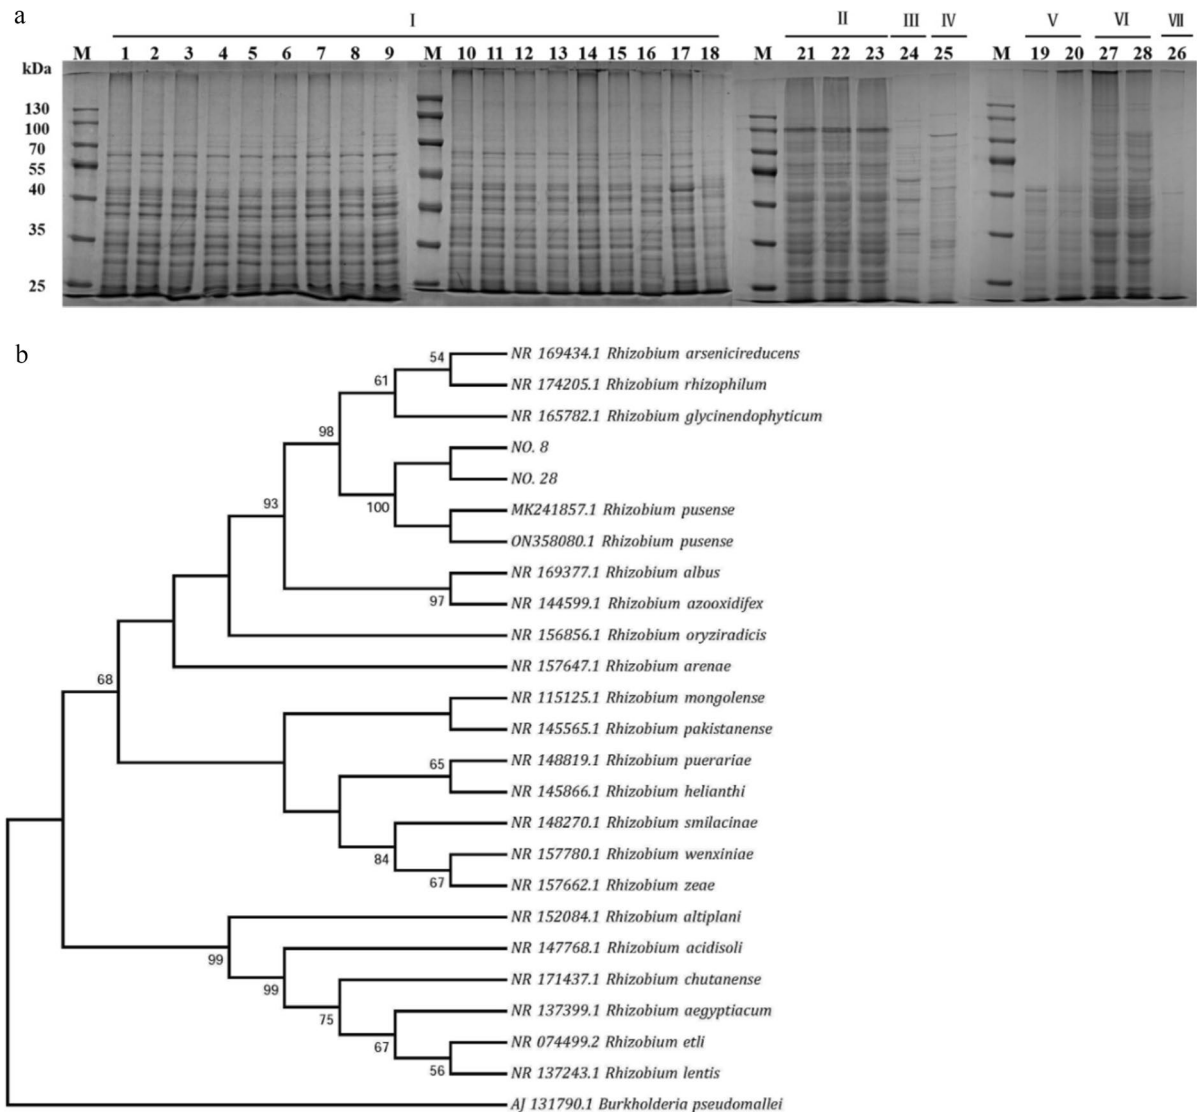 a
I II III IV V VI VII
M 1 2 3 4 5 6 7 8 9 M 10 11 12 13 14 15 16 17 18 M 21 22 23 24 25 M 19 20 27 28 26
kDa
130
100
70
55
40
35
25
b
54
NR 169434.1 Rhizobium arsenicireducens
61
NR 174205.1 Rhizobium rhizophilum
NR 165782.1 Rhizobium glycinendophyticum
98
NO. 8
NO. 28
93
100
MK241857.1 Rhizobium pusense
ON358080.1 Rhizobium pusense
NR 169377.1 Rhizobium albus
97
NR 144599.1 Rhizobium azooxidifex
NR 156856.1 Rhizobium oryziradicis
NR 157647.1 Rhizobium arenae
68
NR 115125.1 Rhizobium mongolense
NR 145565.1 Rhizobium pakistanense
65
NR 148819.1 Rhizobium puerariae
NR 145866.1 Rhizobium helianthi
NR 148270.1 Rhizobium smilacinae
84
NR 157780.1 Rhizobium wenxiniae
67
NR 157662.1 Rhizobium zeae
NR 152084.1 Rhizobium altiplani
99
NR 147768.1 Rhizobium acidisoli
99
NR 171437.1 Rhizobium chutanense
75
NR 137399.1 Rhizobium aegyptiacum
67
NR 074499.2 Rhizobium etli
56
NR 137243.1 Rhizobium lentis
AJ 131790.1 Burkholderia pseudomallei